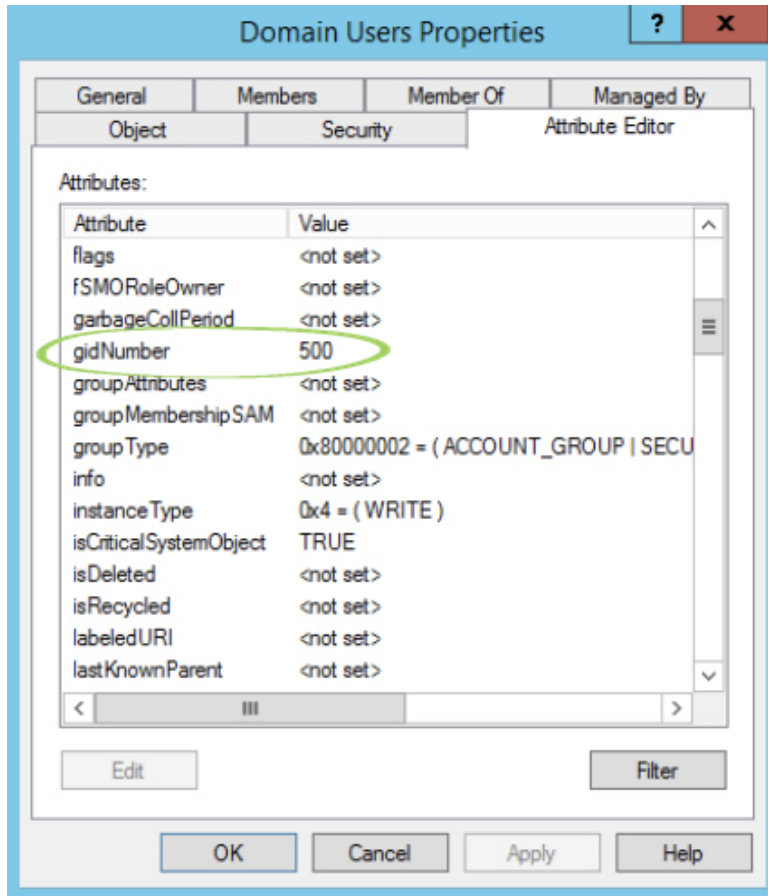 Domain Users Properties ? x
General Members Member Of Managed By
Object Security Attribute Editor
Attributes:
Attribute Value
flags <not set>
fSMORoleOwner <not set>
garbageCollPeriod <not set>
gidNumber 500
groupAttributes <not set>
groupMembershipSAM <not set>
groupType 0x80000002 = ( ACCOUNT_GROUP | SECU
info <not set>
instanceType 0x4 = ( WRITE )
isCriticalSystemObject TRUE
isDeleted <not set>
isRecycled <not set>
labeledURI <not set>
lastKnownParent <not set>
Edit Filter
OK Cancel Apply Help